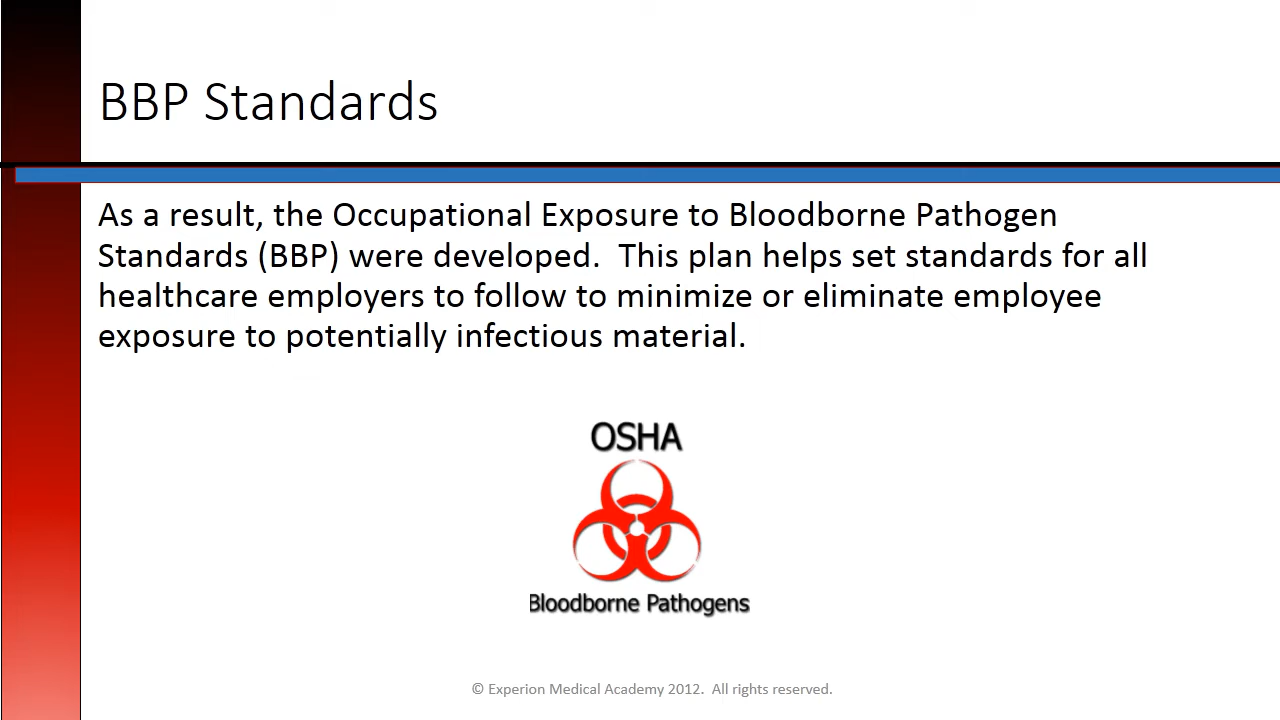 BBP Standards
As a result, the Occupational Exposure to Bloodborne Pathogen
Standards (BBP) were developed.  This plan helps set standards for all
healthcare employers to follow to minimize or eliminate employee
exposure to potentially infectious material.
OSHA
Bloodborne Pathogens
© Experion Medical Academy 2012.  All rights reserved.